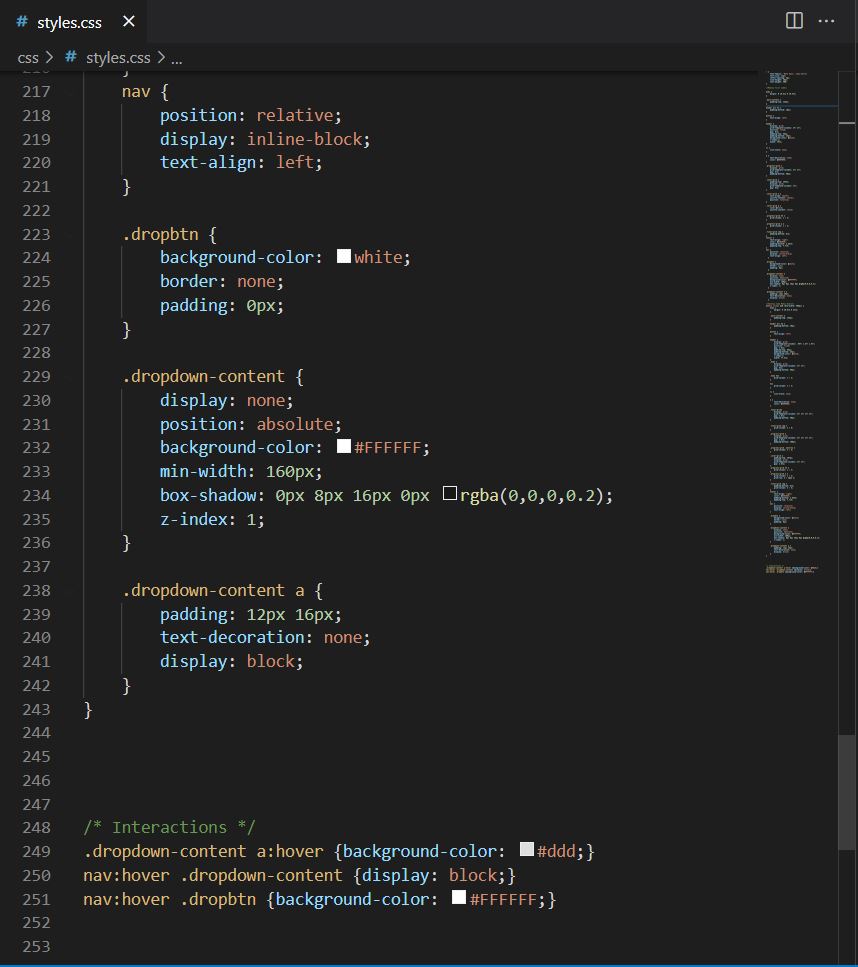 # styles.css ×
css > # styles.css > ...
217 nav {
218 position: relative;
219 display: inline-block;
220 text-align: left;
221 }
222
223 .dropbtn {
224 background-color: white;
225 border: none;
226 padding: 0px;
227 }
228
229 .dropdown-content {
230 display: none;
231 position: absolute;
232 background-color: #FFFFFF;
233 min-width: 160px;
234 box-shadow: 0px 8px 16px 0px rgba(0,0,0,0.2);
235 z-index: 1;
236 }
237
238 .dropdown-content a {
239 padding: 12px 16px;
240 text-decoration: none;
241 display: block;
242 }
243 }
244
245
246
247
248 /* Interactions */
249 .dropdown-content a:hover {background-color: #ddd;}
250 nav:hover .dropdown-content {display: block;}
251 nav:hover .dropbtn {background-color: #FFFFFF;}
252
253